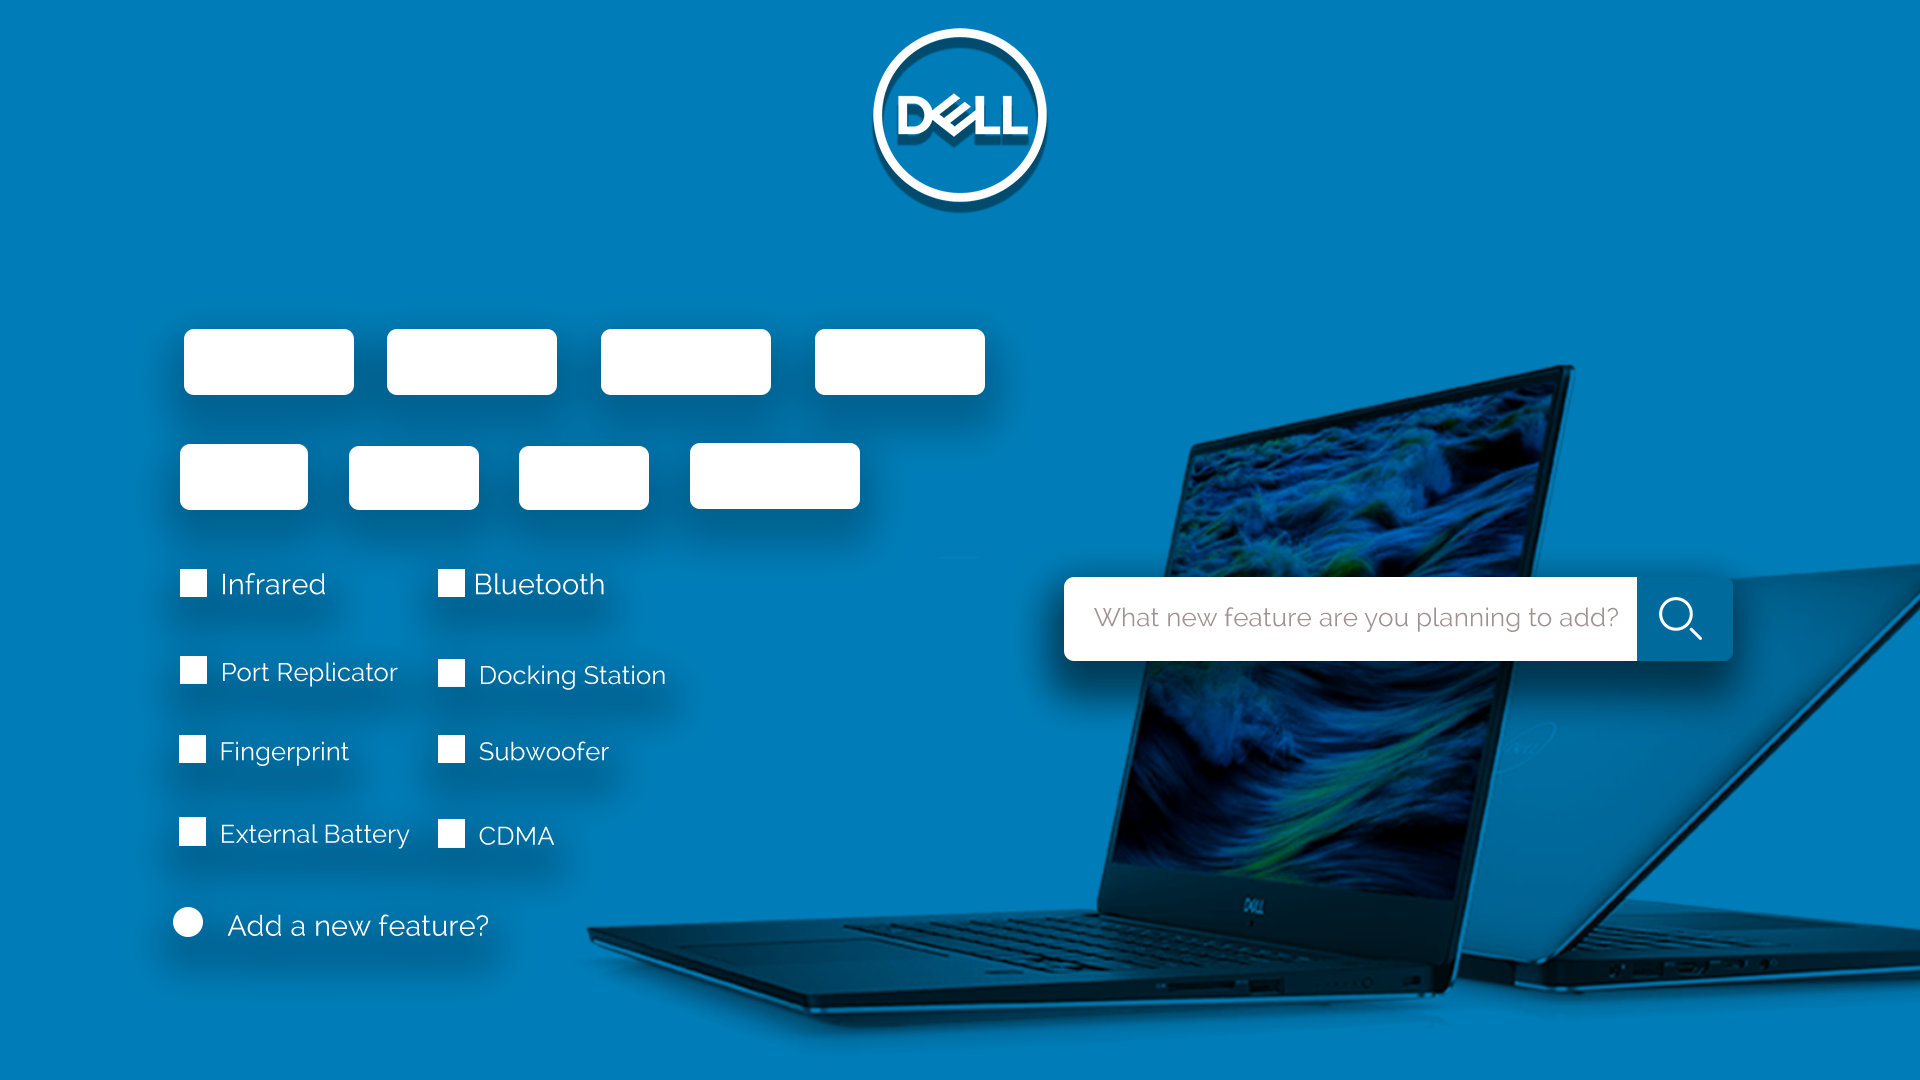 DELL
Infrared
Bluetooth
Port Replicator
Docking Station
Fingerprint
Subwoofer
External Battery
CDMA
Add a new feature?
What new feature are you planning to add?
DELL